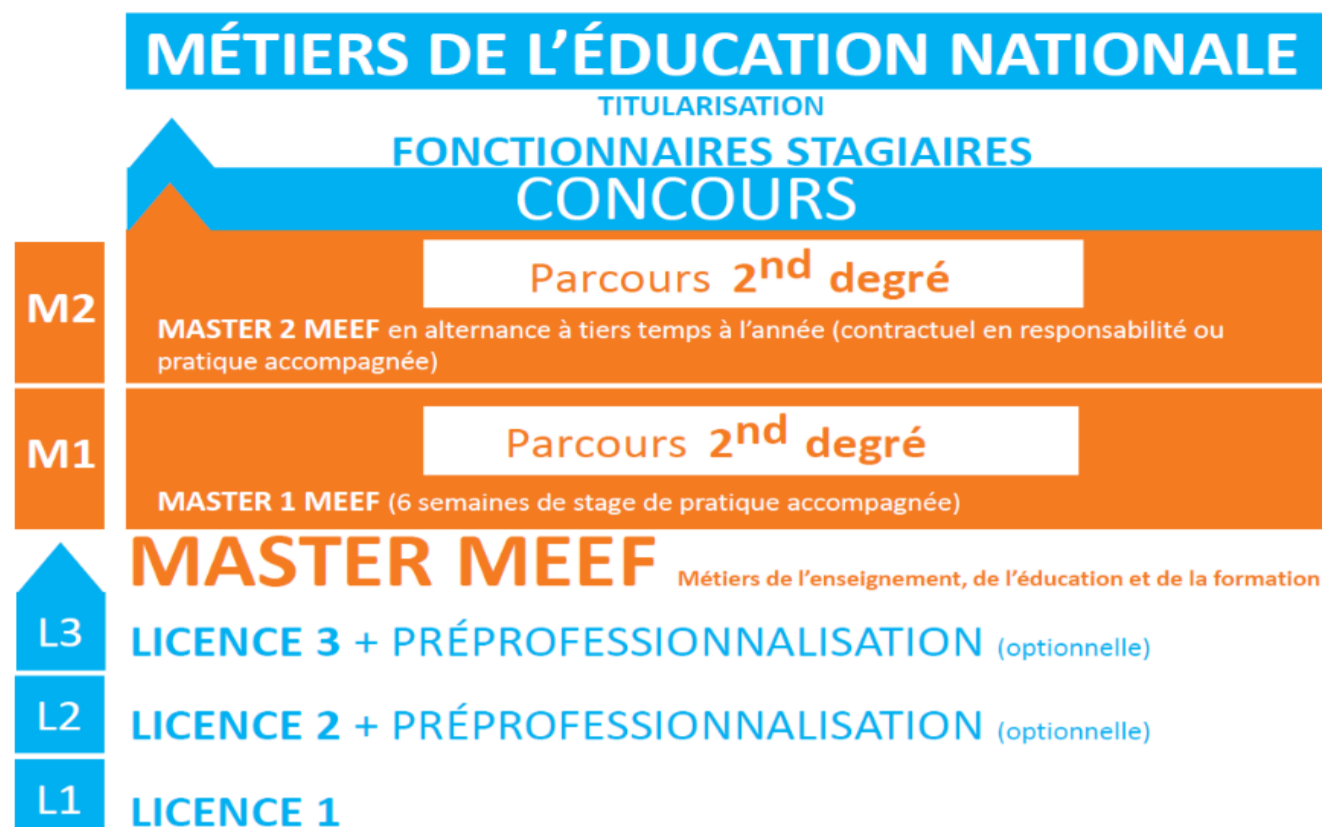 MÉTIERS DE L'ÉDUCATION NATIONALE
TITULARISATION
FONCTIONNAIRES STAGIAIRES
CONCOURS
M2
Parcours 2nd degré
MASTER 2 MEEF en alternance à tiers temps à l'année (contractuel en responsabilité ou
pratique accompagnée)
M1
Parcours 2nd degré
MASTER 1 MEEF (6 semaines de stage de pratique accompagnée)
MASTER MEEF Métiers de l'enseignement, de l'éducation et de la formation
L3
LICENCE 3 + PRÉPROFESSIONNALISATION (optionnelle)
L2
LICENCE 2 + PRÉPROFESSIONNALISATION (optionnelle)
L1
LICENCE 1